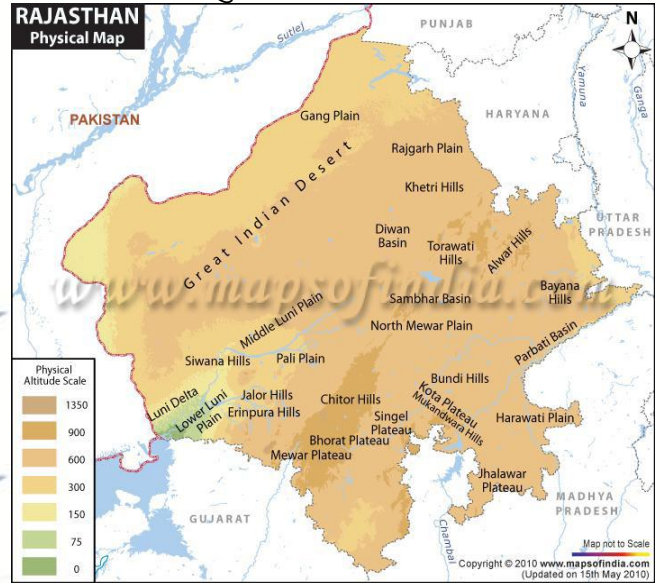 RAJASTHAN
Physical Map
N
PUNJAB
Sutlej
Yamuna
Ganga
PAKISTAN
HARYANA
Gang Plain
Rajgarh Plain
Great Indian Desert
Khetri Hills
UTTAR
PRADESH
Diwan
Basin
Torawati
Hills
Alwar Hills
www.mapsofindia.com
Bayana
Hills
Sambhar Basin
Middle Luni Plain
North Mewar Plain
Parbati Basin
Siwana Hills
Pali Plain
Physical
Altitude Scale
1350
900
600
300
150
75
0
Luni Delta
Lower Luni
Plain
Jalor Hills
Erinpura Hills
Chitor Hills
Bundi Hills
Kota Plateau
Mukandwara Hills
Singel
Plateau
Harawati Plain
Bhorat Plateau
Mewar Plateau
Jhalawar
Plateau
GUJARAT
Chambal
MADHYA
PRADESH
Map not to Scale
Copyright © 2010 www.mapsofindia.com
(Updated on 15th May 2010)